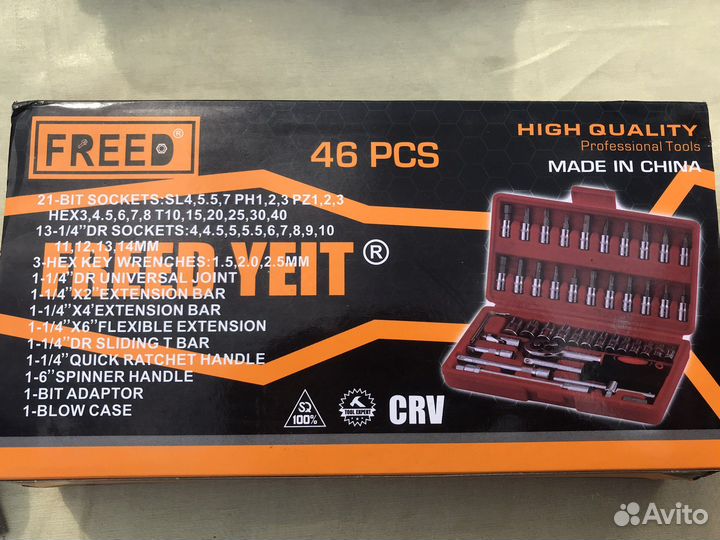 FREED®
46 PCS
HIGH QUALITY
Professional Tools
MADE IN CHINA
21-BIT SOCKETS:SL4,5.5,7 PH1,2,3 PZ1,2,3
HEX3,4.5,6,7,8 T10,15,20,25,30,40
13-1/4"DR SOCKETS:4,4.5,5,5.5,6,7,8,9,10
11,12,13,14MM
3-HEX KEY WRENCHES:1.5,2.0,2.5MM
YEIT®
1-1/4"DR UNIVERSAL JOINT
1-1/4"X2"EXTENSION BAR
1-1/4"X4"EXTENSION BAR
1-1/4"X6"FLEXIBLE EXTENSION
1-1/4"DR SLIDING T BAR
1-1/4"QUICK RATCHET HANDLE
1-6"SPINNER HANDLE
1-BIT ADAPTOR
1-BLOW CASE
SQ
100%
TOOL EXPERT
CRV
Avito